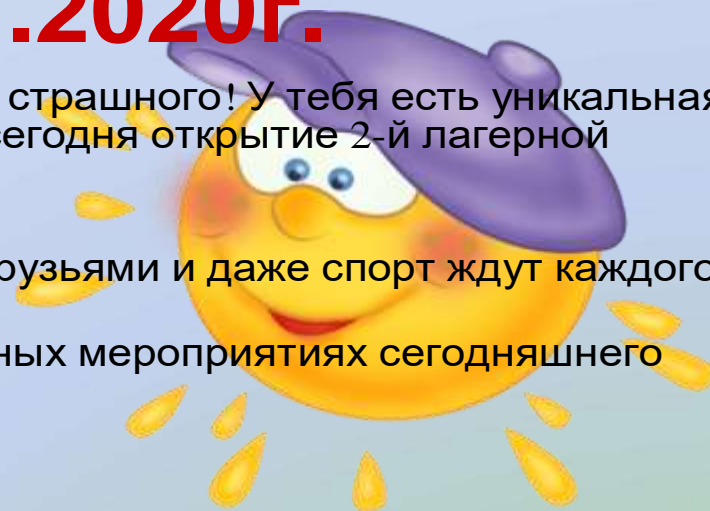 .2020г.
страшного! У тебя есть уникальная
сегодня открытие 2-й лагерной
рузьями и даже спорт ждут каждого
ных мероприятиях сегодняшнего